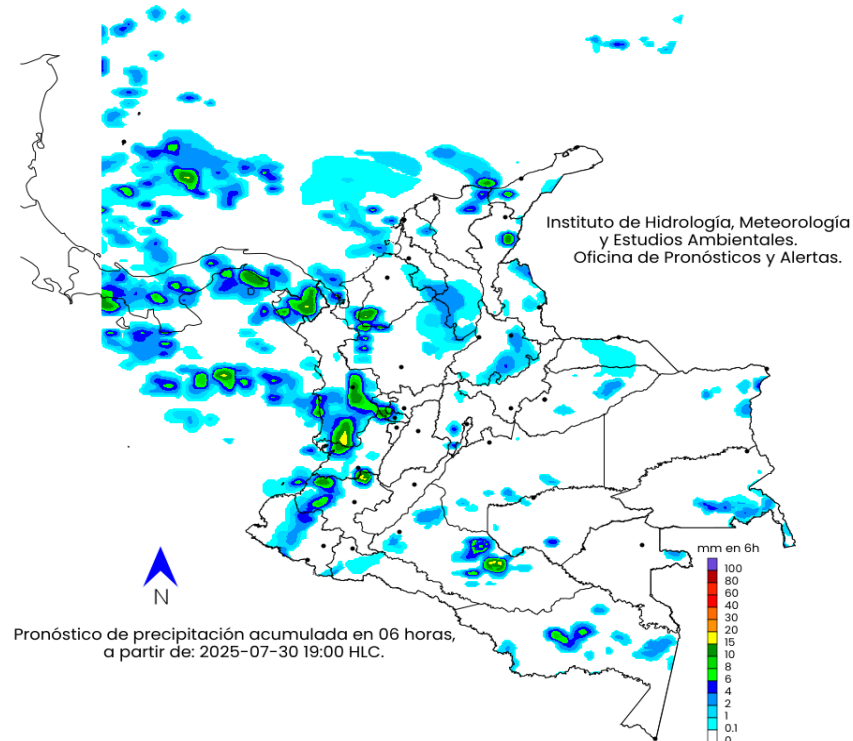 Instituto de Hidrología, Meteorología
y Estudios Ambientales.
Oficina de Pronósticos y Alertas.
N
Pronóstico de precipitación acumulada en 06 horas,
a partir de: 2025-07-30 19:00 HLC.
mm en 6h
100
80
60
40
30
20
15
10
8
6
4
2
1
0.1
0